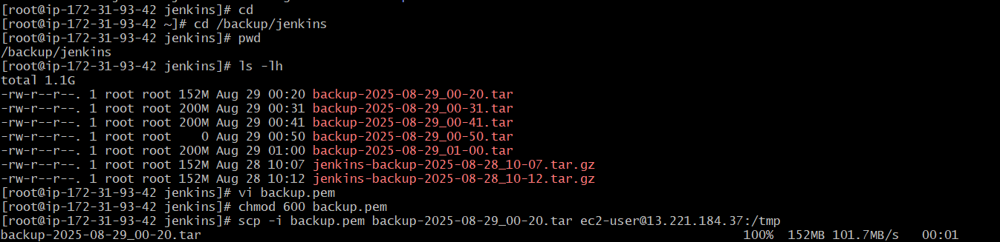 [root@ip-172-31-93-42 jenkins]# cd
[root@ip-172-31-93-42 ~]# cd /backup/jenkins
[root@ip-172-31-93-42 jenkins]# pwd
/backup/jenkins
[root@ip-172-31-93-42 jenkins]# ls -lh
total 1.1G
-rw-r--r--. 1 root root 152M Aug 29 00:20 backup-2025-08-29_00-20.tar
-rw-r--r--. 1 root root 200M Aug 29 00:31 backup-2025-08-29_00-31.tar
-rw-r--r--. 1 root root 200M Aug 29 00:41 backup-2025-08-29_00-41.tar
-rw-r--r--. 1 root root    0 Aug 29 00:50 backup-2025-08-29_00-50.tar
-rw-r--r--. 1 root root 200M Aug 29 01:00 backup-2025-08-29_01-00.tar
-rw-r--r--. 1 root root 152M Aug 28 10:07 jenkins-backup-2025-08-28_10-07.tar.gz
-rw-r--r--. 1 root root 152M Aug 28 10:12 jenkins-backup-2025-08-28_10-12.tar.gz
[root@ip-172-31-93-42 jenkins]# vi backup.pem
[root@ip-172-31-93-42 jenkins]# chmod 600 backup.pem
[root@ip-172-31-93-42 jenkins]# scp -i backup.pem backup-2025-08-29_00-20.tar ec2-user@13.221.184.37:/tmp
backup-2025-08-29_00-20.tar 100% 152MB 101.7MB/s 00:01